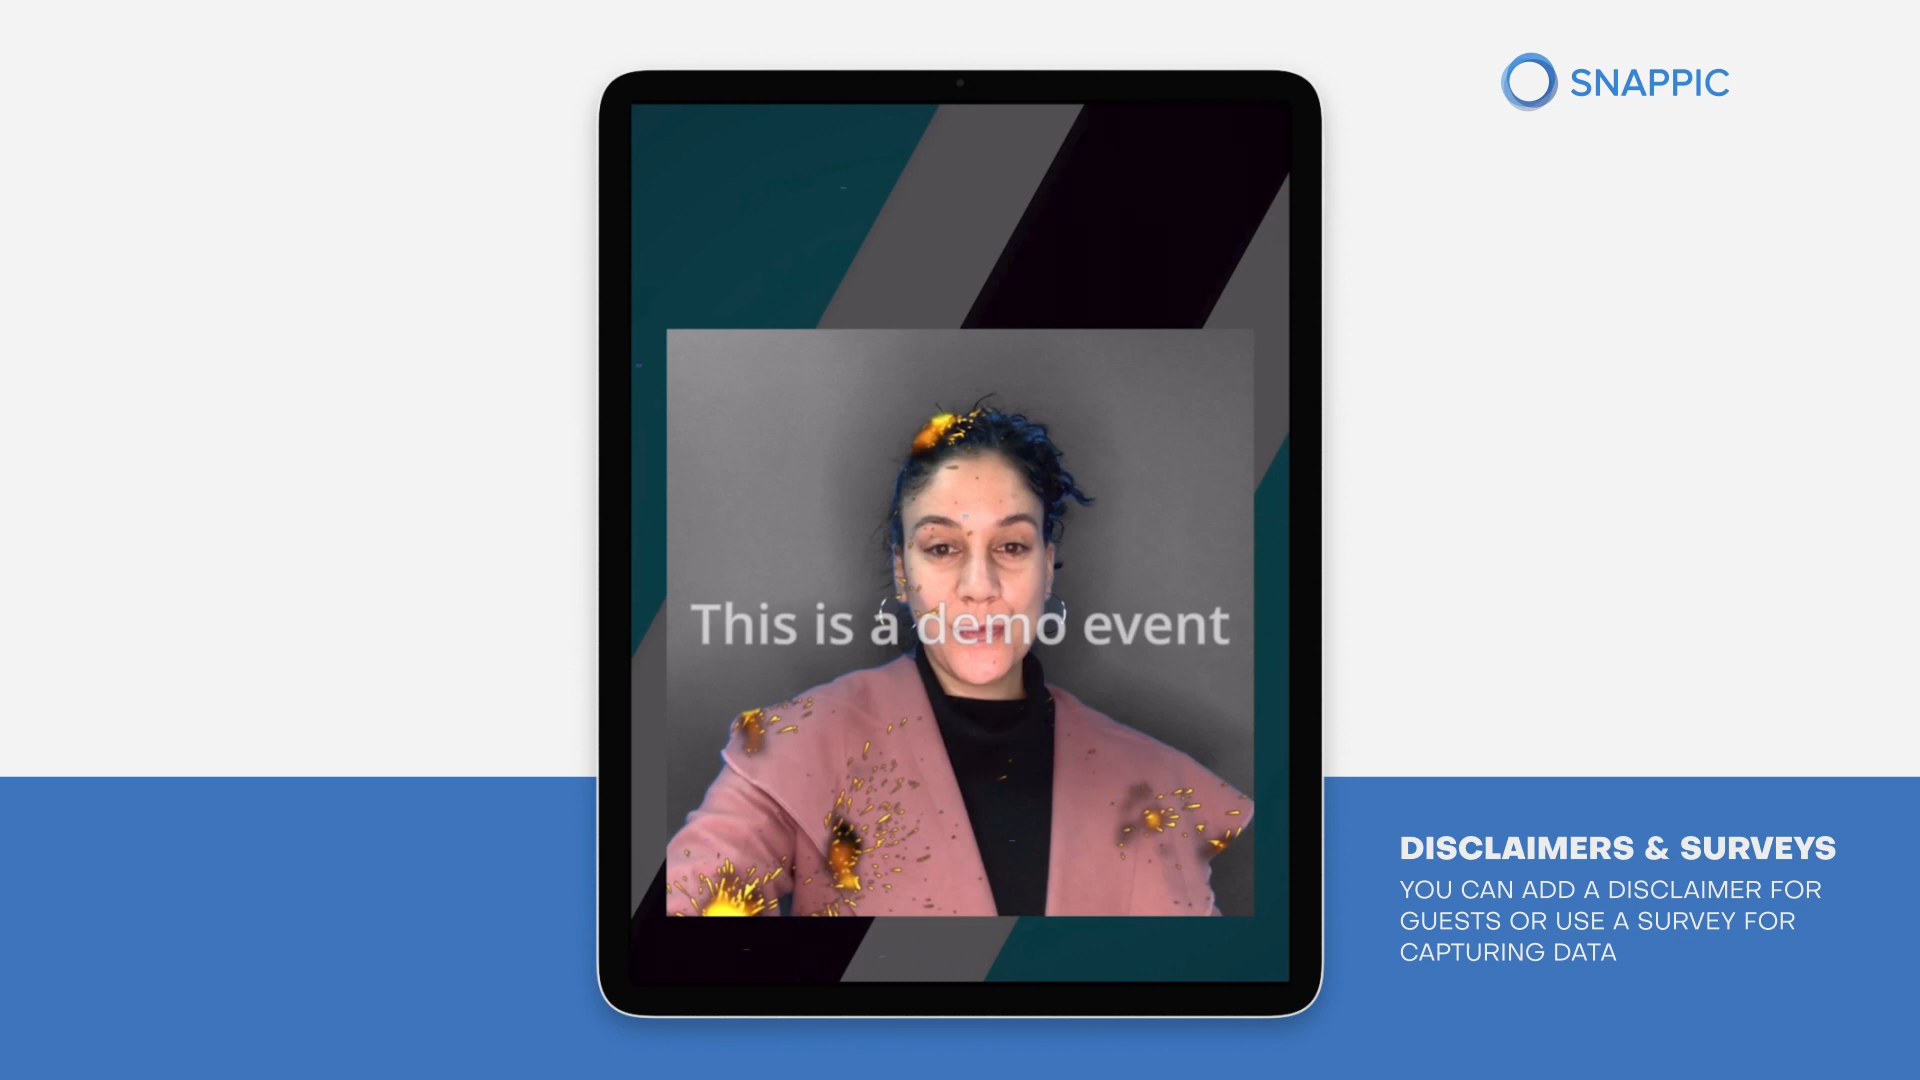 SNAPPIC
This is a demo event
DISCLAIMERS & SURVEYS
YOU CAN ADD A DISCLAIMER FOR
GUESTS OR USE A SURVEY FOR
CAPTURING DATA